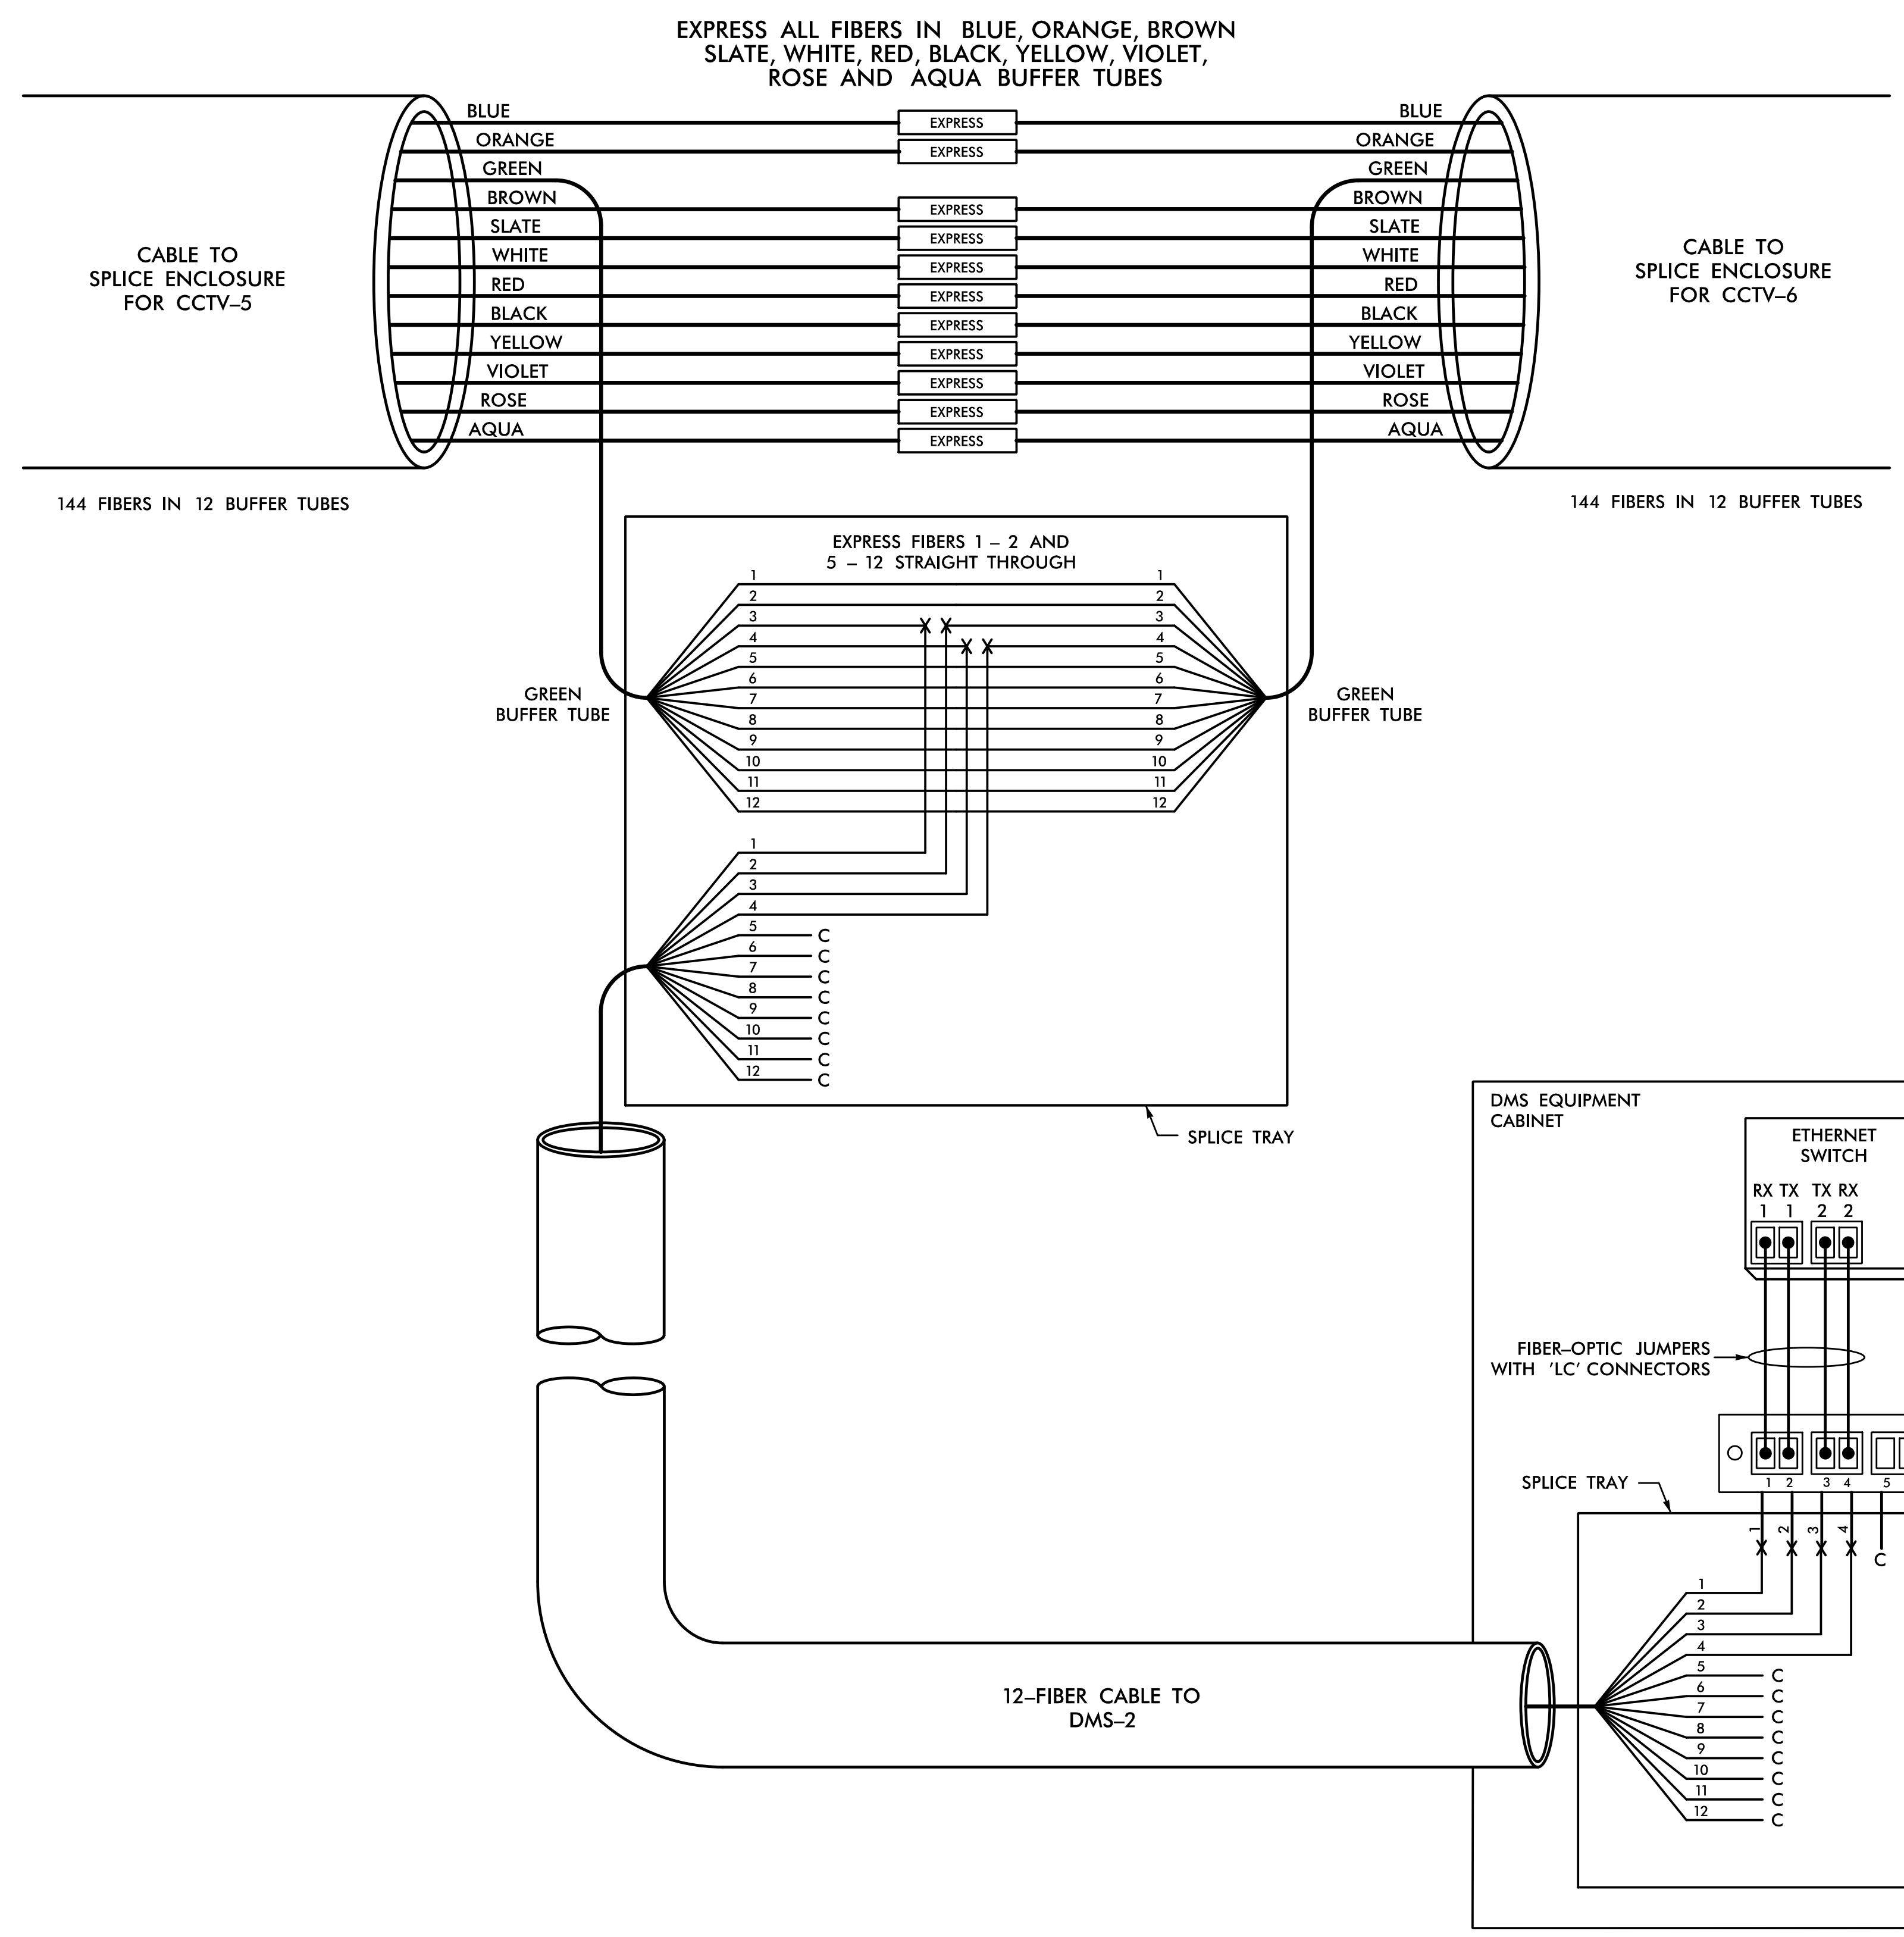 EXPRESS ALL FIBERS IN BLUE, ORANGE, BROWN
SLATE, WHITE, RED, BLACK, YELLOW, VIOLET,
ROSE AND AQUA BUFFER TUBES
BLUE EXPRESS BLUE
ORANGE EXPRESS ORANGE
GREEN GREEN
BROWN EXPRESS BROWN
SLATE EXPRESS SLATE
WHITE EXPRESS WHITE
RED EXPRESS RED
BLACK EXPRESS BLACK
YELLOW EXPRESS YELLOW
VIOLET EXPRESS VIOLET
ROSE EXPRESS ROSE
AQUA EXPRESS AQUA
CABLE TO
SPLICE ENCLOSURE
FOR CCTV–5
CABLE TO
SPLICE ENCLOSURE
FOR CCTV–6
144 FIBERS IN 12 BUFFER TUBES
144 FIBERS IN 12 BUFFER TUBES
EXPRESS FIBERS 1 – 2 AND
5 – 12 STRAIGHT THROUGH
1 1
2 2
3 3
4 4
5 5
6 6
7 7
8 8
9 9
10 10
11 11
12 12
GREEN
BUFFER TUBE
GREEN
BUFFER TUBE
1
2
3
4
5 C
6 C
7 C
8 C
9 C
10 C
11 C
12 C
SPLICE TRAY
DMS EQUIPMENT
CABINET
ETHERNET
SWITCH
RX TX TX RX
1 1 2 2
FIBER–OPTIC JUMPERS
WITH 'LC' CONNECTORS
1 2 3 4 5
SPLICE TRAY
1 2 3 4
C
1
2
3
4
5 C
6 C
7 C
8 C
9 C
10 C
11 C
12 C
12–FIBER CABLE TO
DMS–2